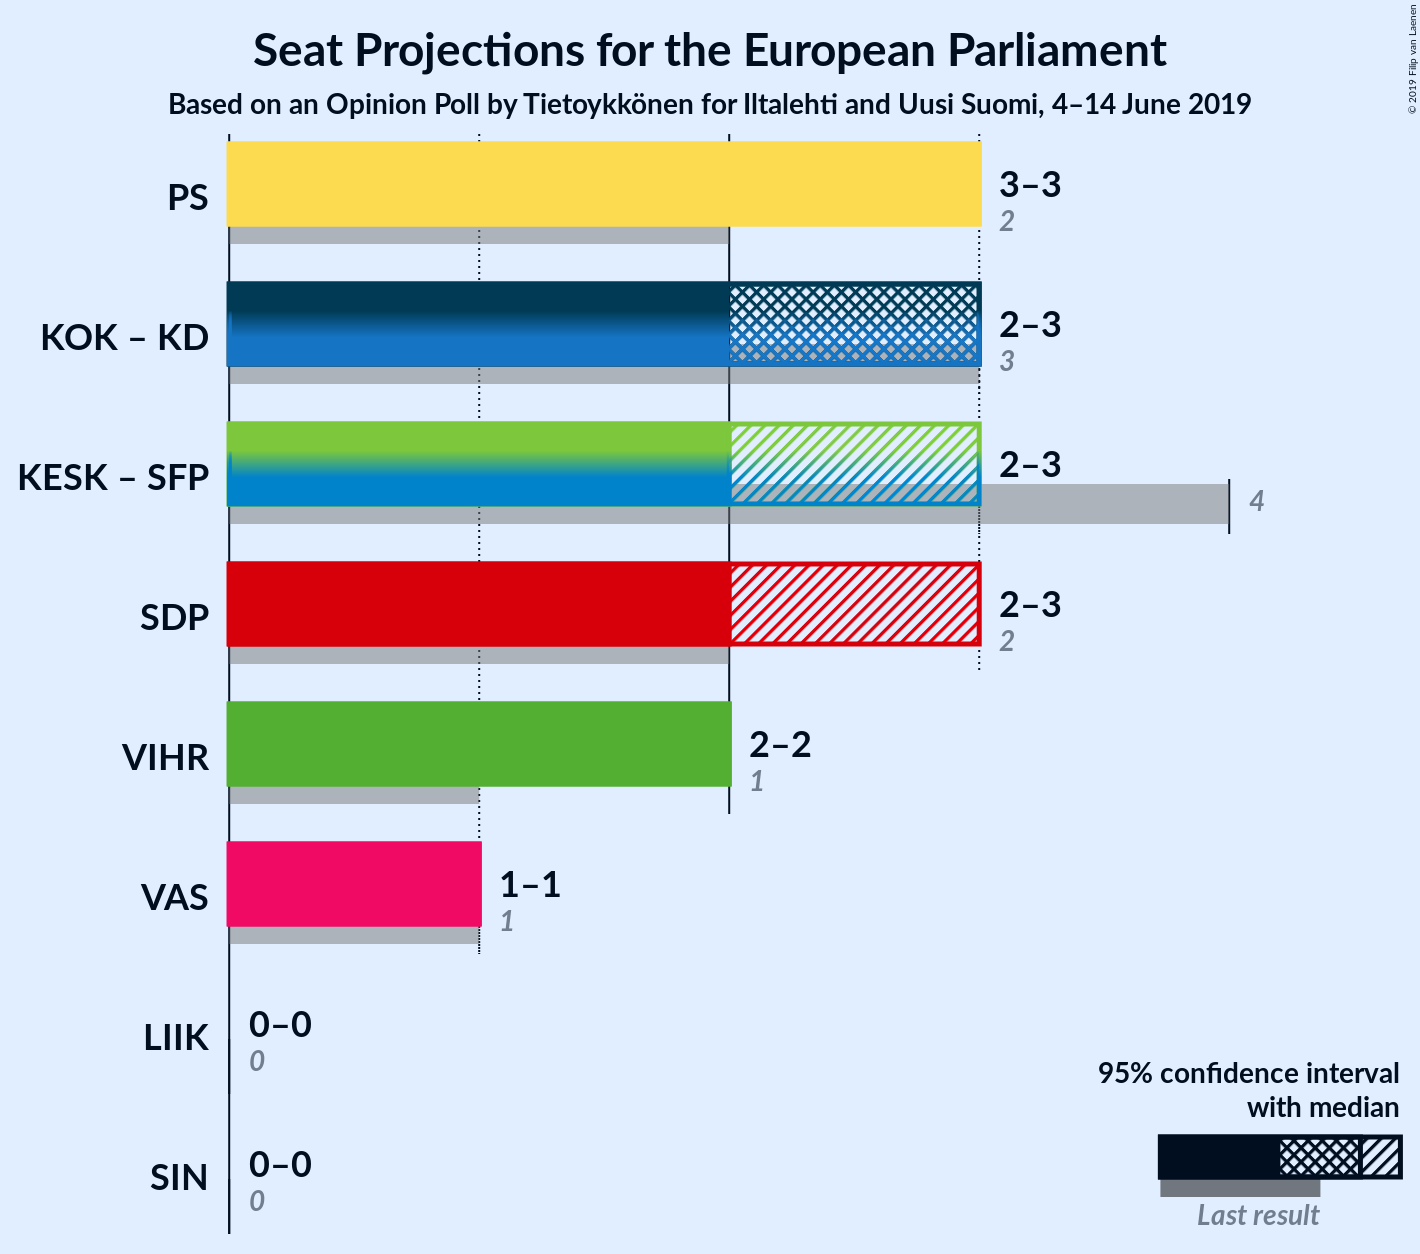 Seat Projections for the European Parliament
Based on an Opinion Poll by Tietoykkönen for Iltalehti and Uusi Suomi, 4–14 June 2019
© 2019 Filip van Laenen
PS
3–3
2
KOK – KD
2–3
3
KESK – SFP
2–3
4
SDP
2–3
2
VIHR
2–2
1
VAS
1–1
1
LIIK
0–0
0
SIN
0–0
0
95% confidence interval
with median
Last result